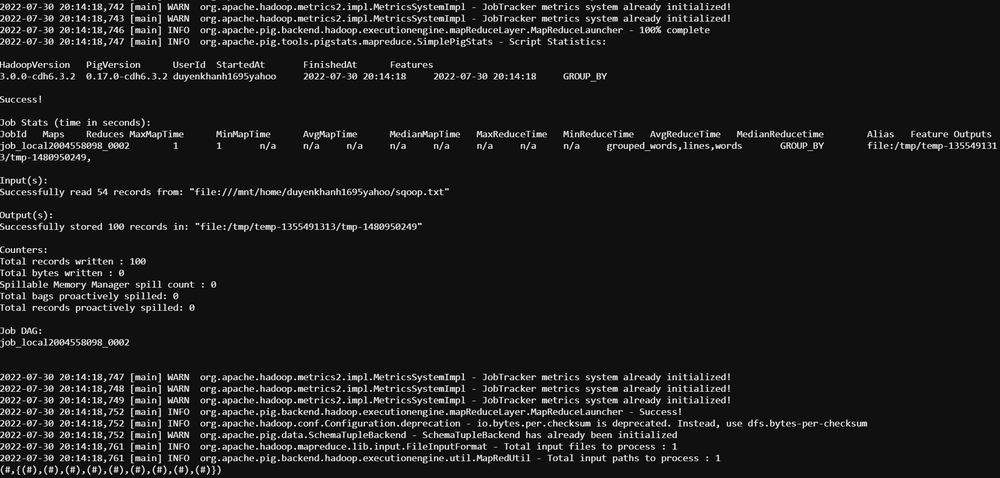 2022-07-30 20:14:18,742 [main] WARN  org.apache.hadoop.metrics2.impl.MetricsSystemImpl - JobTracker metrics system already initialized!
2022-07-30 20:14:18,743 [main] WARN  org.apache.hadoop.metrics2.impl.MetricsSystemImpl - JobTracker metrics system already initialized!
2022-07-30 20:14:18,746 [main] INFO  org.apache.pig.backend.hadoop.executionengine.mapReduceLayer.MapReduceLauncher - 100% complete
2022-07-30 20:14:18,747 [main] INFO  org.apache.pig.tools.pigstats.mapreduce.SimplePigStats - Script Statistics:
HadoopVersion   PigVersion      UserId  StartedAt       FinishedAt      Features
3.0.0-cdh6.3.2  0.17.0-cdh6.3.2 duyenkhanh1695yahoo     2022-07-30 20:14:18     2022-07-30 20:14:18     GROUP_BY
Success!
Job Stats (time in seconds):
JobId   Maps    Reduces MaxMapTime      MinMapTime      AvgMapTime      MedianMapTime   MaxReduceTime   MinReduceTime   AvgReduceTime   MedianReducetime        Alias   Feature Outputs
job_local2004558098_0002        1       1       n/a     n/a     n/a     n/a     n/a     n/a     n/a     n/a     grouped_words,lines,words       GROUP_BY        file:/tmp/temp-135549131
3/tmp-1480950249,
Input(s):
Successfully read 54 records from: "file:///mnt/home/duyenkhanh1695yahoo/sqoop.txt"
Output(s):
Successfully stored 100 records in: "file:/tmp/temp-1355491313/tmp-1480950249"
Counters:
Total records written : 100
Total bytes written : 0
Spillable Memory Manager spill count : 0
Total bags proactively spilled: 0
Total records proactively spilled: 0
Job DAG:
job_local2004558098_0002
2022-07-30 20:14:18,747 [main] WARN  org.apache.hadoop.metrics2.impl.MetricsSystemImpl - JobTracker metrics system already initialized!
2022-07-30 20:14:18,748 [main] WARN  org.apache.hadoop.metrics2.impl.MetricsSystemImpl - JobTracker metrics system already initialized!
2022-07-30 20:14:18,749 [main] WARN  org.apache.hadoop.metrics2.impl.MetricsSystemImpl - JobTracker metrics system already initialized!
2022-07-30 20:14:18,752 [main] INFO  org.apache.pig.backend.hadoop.executionengine.mapReduceLayer.MapReduceLauncher - Success!
2022-07-30 20:14:18,752 [main] INFO  org.apache.hadoop.conf.Configuration.deprecation - io.bytes.per.checksum is deprecated. Instead, use dfs.bytes-per-checksum
2022-07-30 20:14:18,752 [main] WARN  org.apache.pig.data.SchemaTupleBackend - SchemaTupleBackend has already been initialized
2022-07-30 20:14:18,761 [main] INFO  org.apache.hadoop.mapreduce.lib.input.FileInputFormat - Total input files to process : 1
2022-07-30 20:14:18,761 [main] INFO  org.apache.pig.backend.hadoop.executionengine.util.MapRedUtil - Total input paths to process : 1
(#,{(#),(#),(#),(#),(#),(#),(#),(#),(#)})